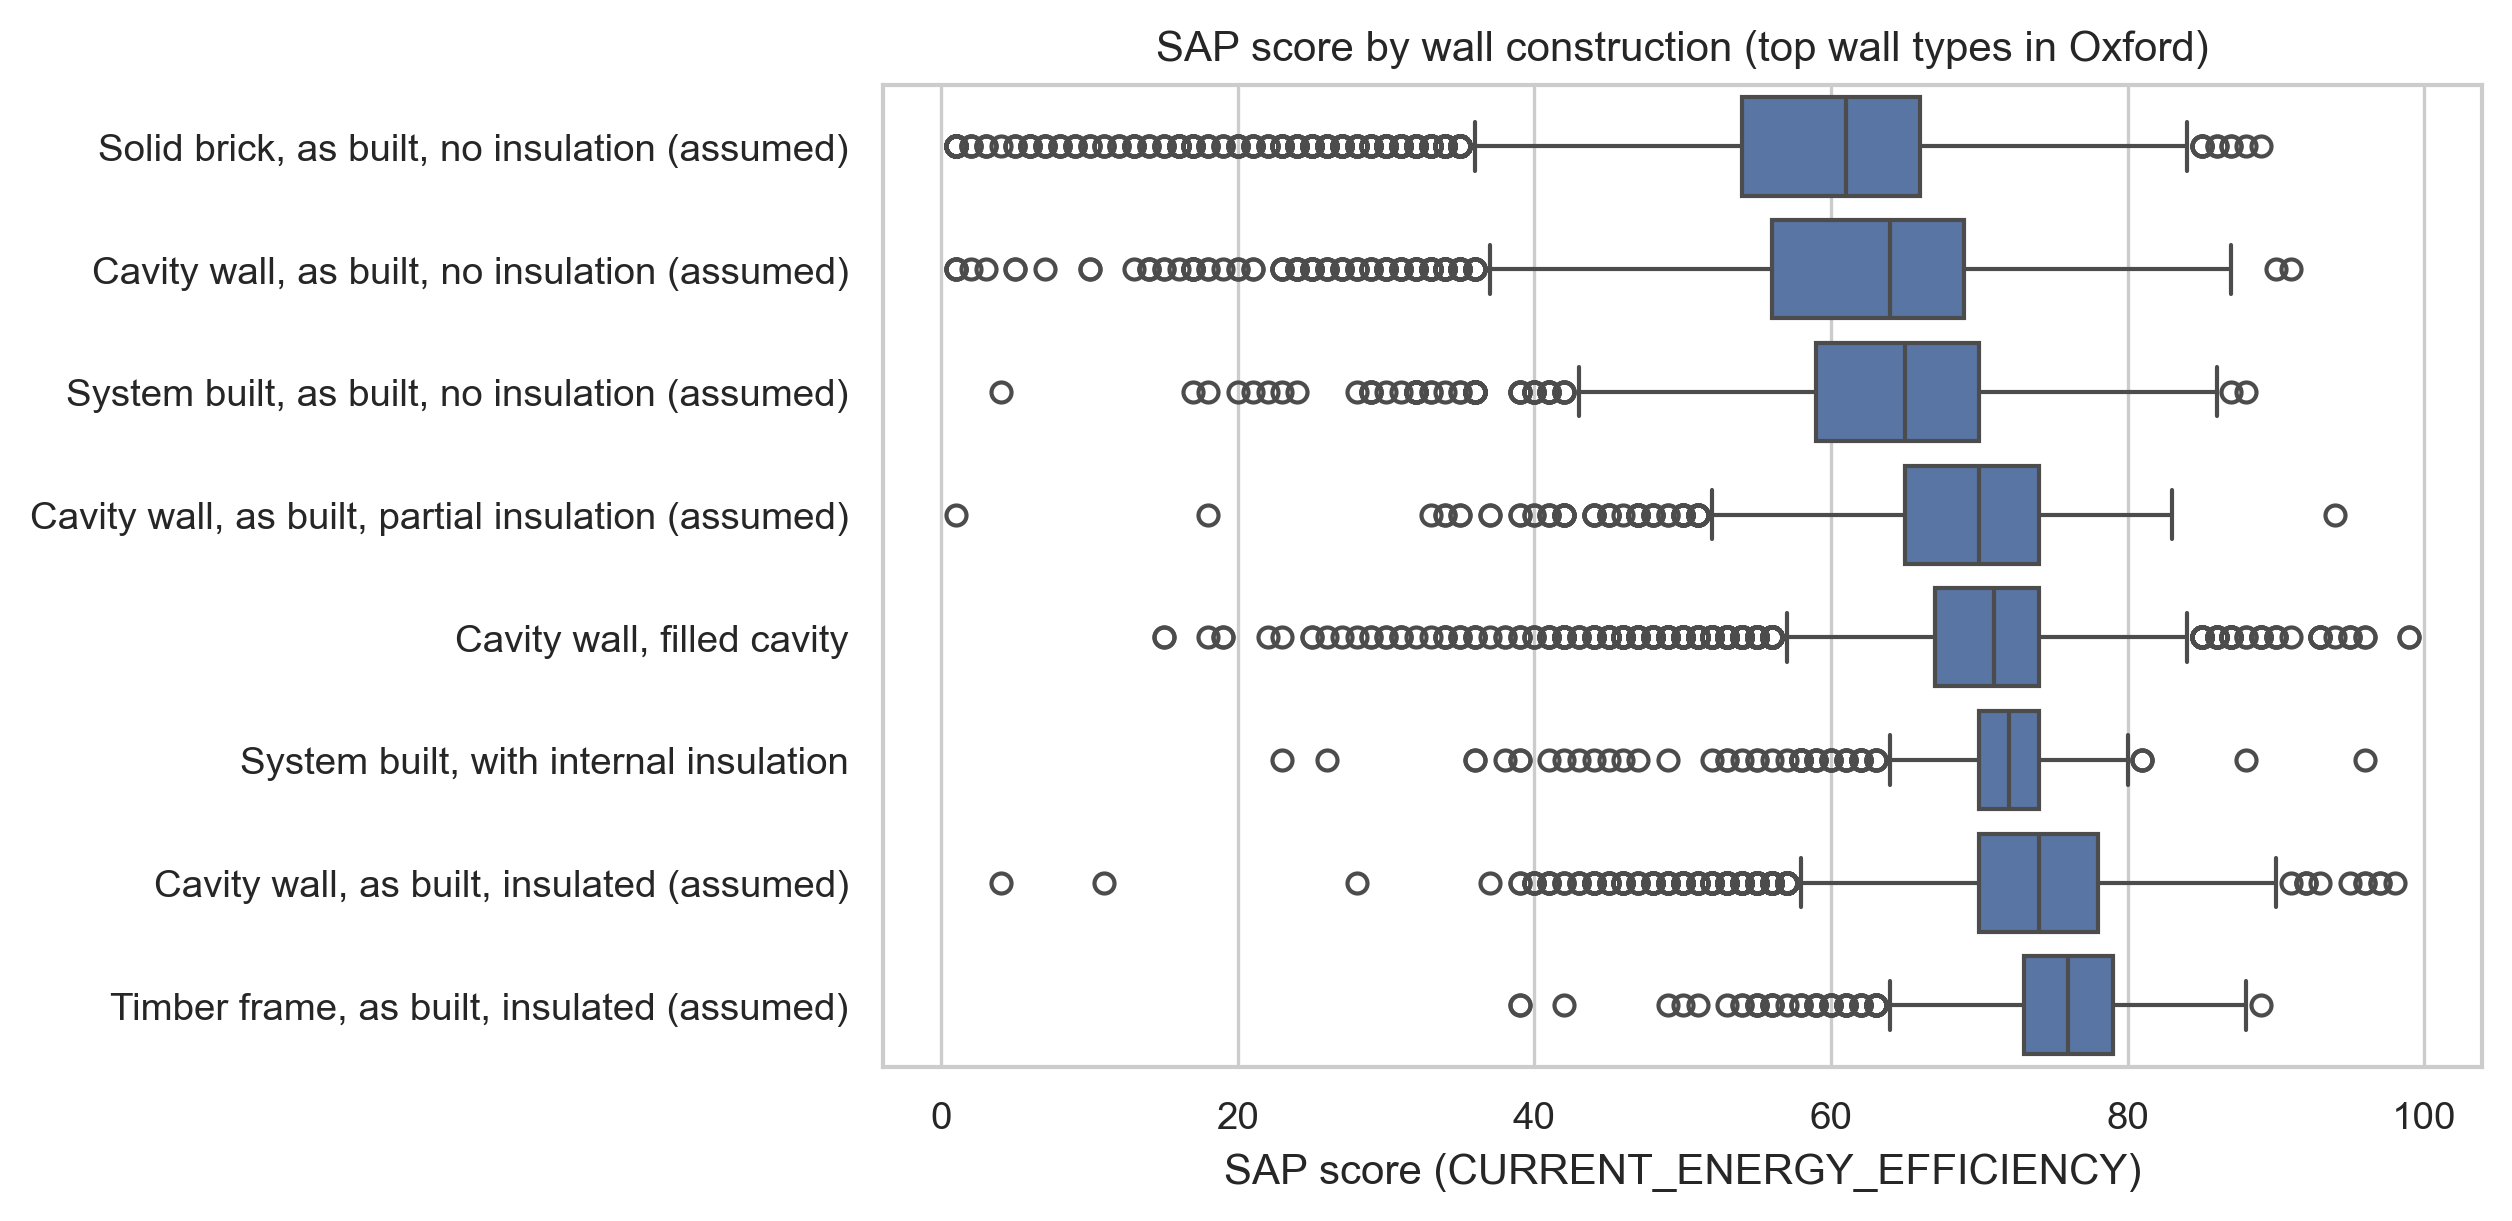 SAP score by wall construction (top wall types in Oxford)
Solid brick, as built, no insulation (assumed)
Cavity wall, as built, no insulation (assumed)
System built, as built, no insulation (assumed)
Cavity wall, as built, partial insulation (assumed)
Cavity wall, filled cavity
System built, with internal insulation
Cavity wall, as built, insulated (assumed)
Timber frame, as built, insulated (assumed)
0 20 40 60 80 100
SAP score (CURRENT_ENERGY_EFFICIENCY)